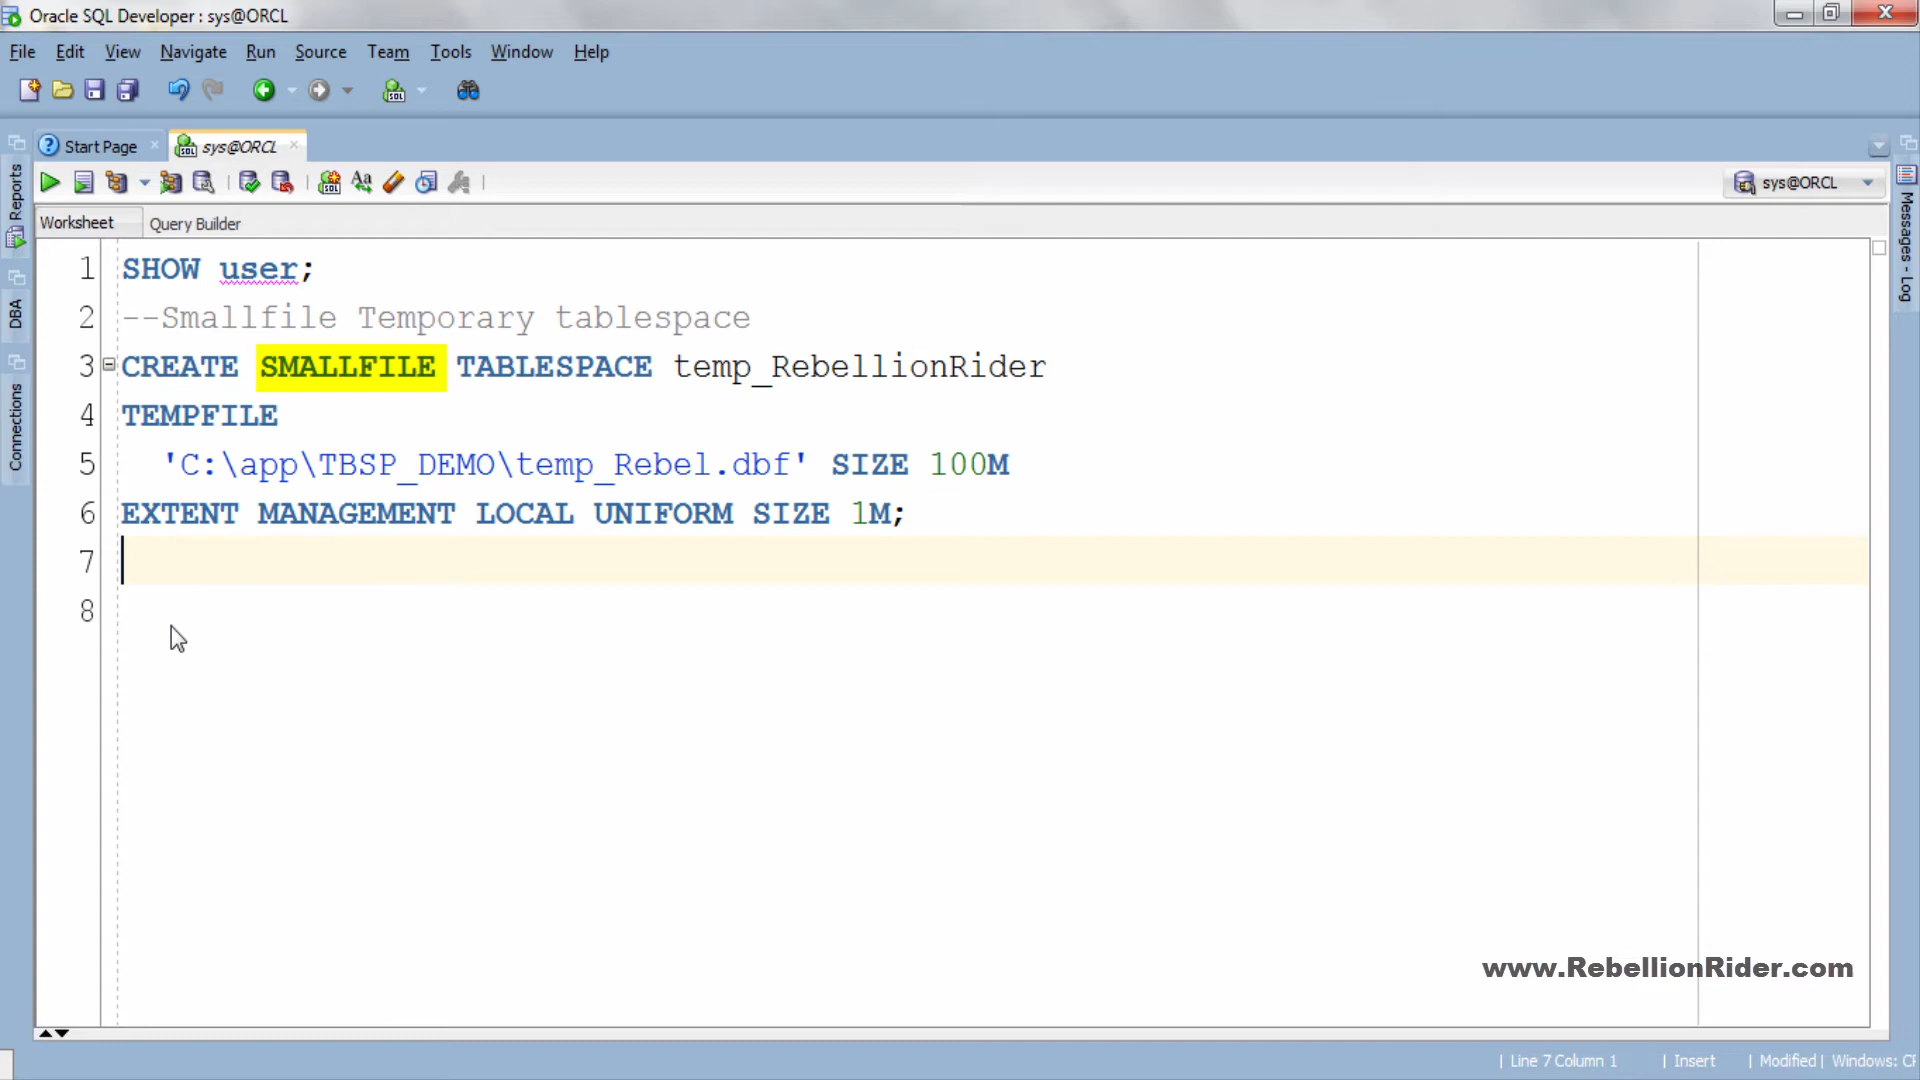 Oracle SQL Developer : sys@ORCL
File Edit View Navigate Run Source Team Tools Window Help
Start Page sys@ORCL
sys@ORCL
Worksheet Query Builder
Reports
DBA
Connections
Messages - Log
1 SHOW user;
2 --Smallfile Temporary tablespace
3 CREATE SMALLFILE TABLESPACE temp_RebellionRider
4 TEMPFILE
5 'C:\app\TBSP_DEMO\temp_Rebel.dbf' SIZE 100M
6 EXTENT MANAGEMENT LOCAL UNIFORM SIZE 1M;
7
8
www.RebellionRider.com
| Line 7 Column 1 | Insert | Modified | Windows: CF